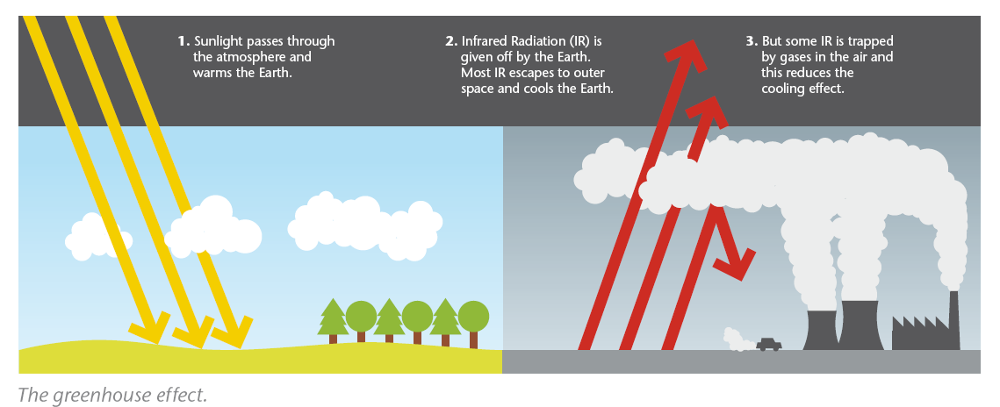 1. Sunlight passes through
the atmosphere and
warms the Earth.
2. Infrared Radiation (IR) is
given off by the Earth.
Most IR escapes to outer
space and cools the Earth.
3. But some IR is trapped
by gases in the air and
this reduces the
cooling effect.
The greenhouse effect.